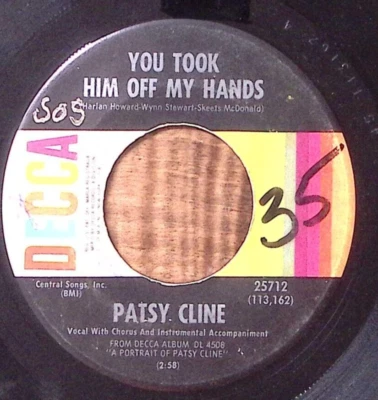 YOU TOOK
HIM OFF MY HANDS
(Harlan Howard-Wynn Stewart-Skeets McDonald)
SOS
DECCA
35
Central Songs, Inc.
(BMI)
25712
(113,162)
PATSY CLINE
Vocal With Chorus And Instrumental Accompaniment
FROM DECCA ALBUM DL 4508
"A PORTRAIT OF PATSY CLINE"
(2:58)